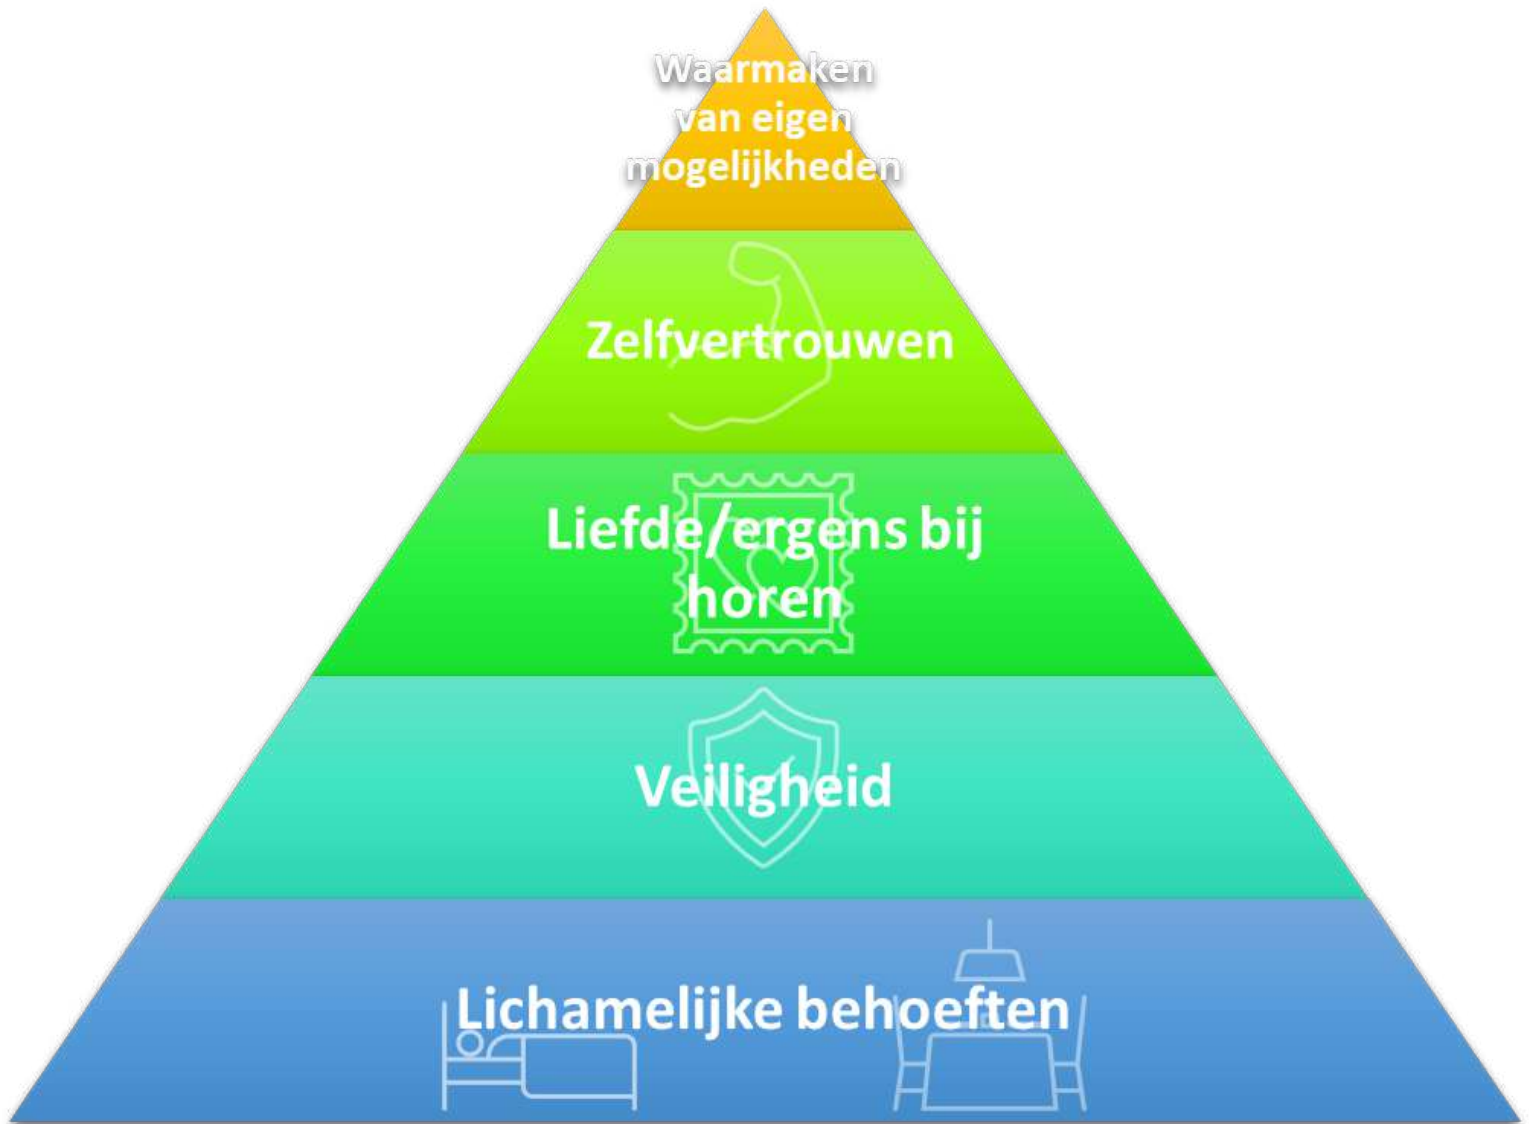 Waarmaken
van eigen
mogelijkheden
Zelfvertrouwen
Liefde/ergens bij
horen
Veiligheid
Lichamelijke behoeften